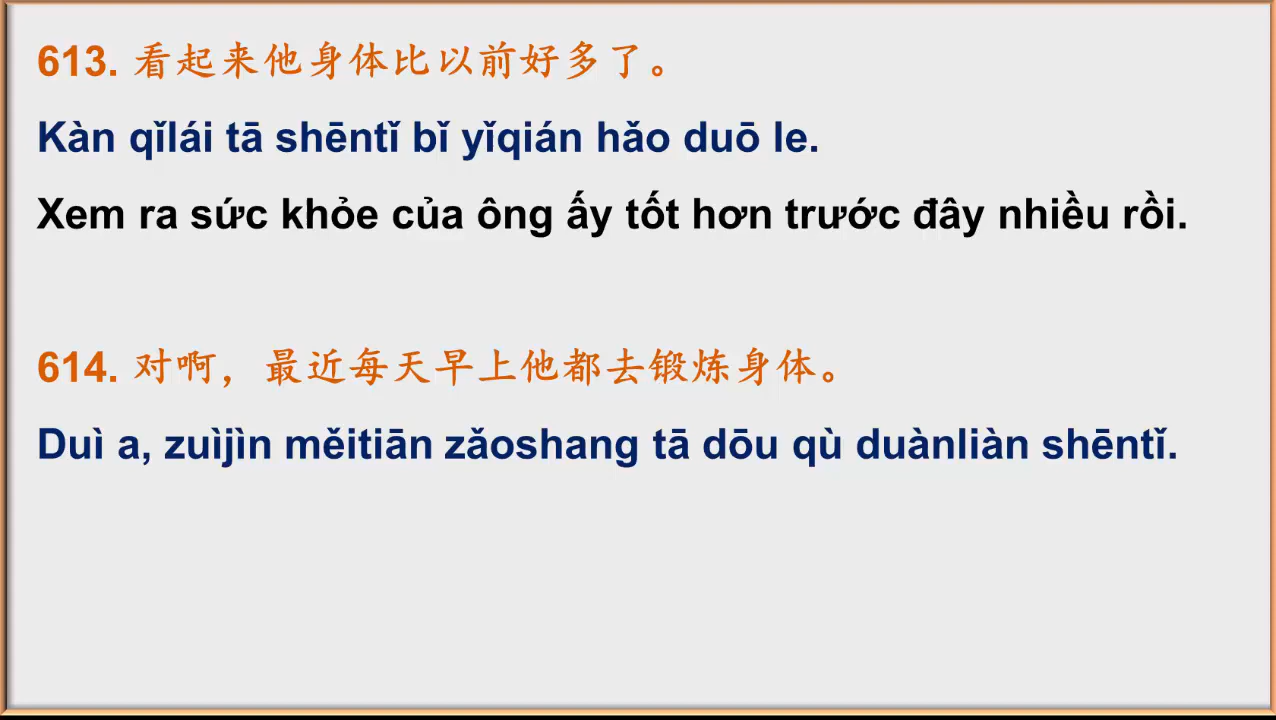 613. 看起来他身体比以前好多了。
Kàn qǐlái tā shēntǐ bǐ yǐqián hǎo duō le.
Xem ra sức khỏe của ông ấy tốt hơn trước đây nhiều rồi.
614. 对啊，最近每天早上他都去锻炼身体。
Duì a, zuìjìn měitiān zǎoshang tā dōu qù duànliàn shēntǐ.